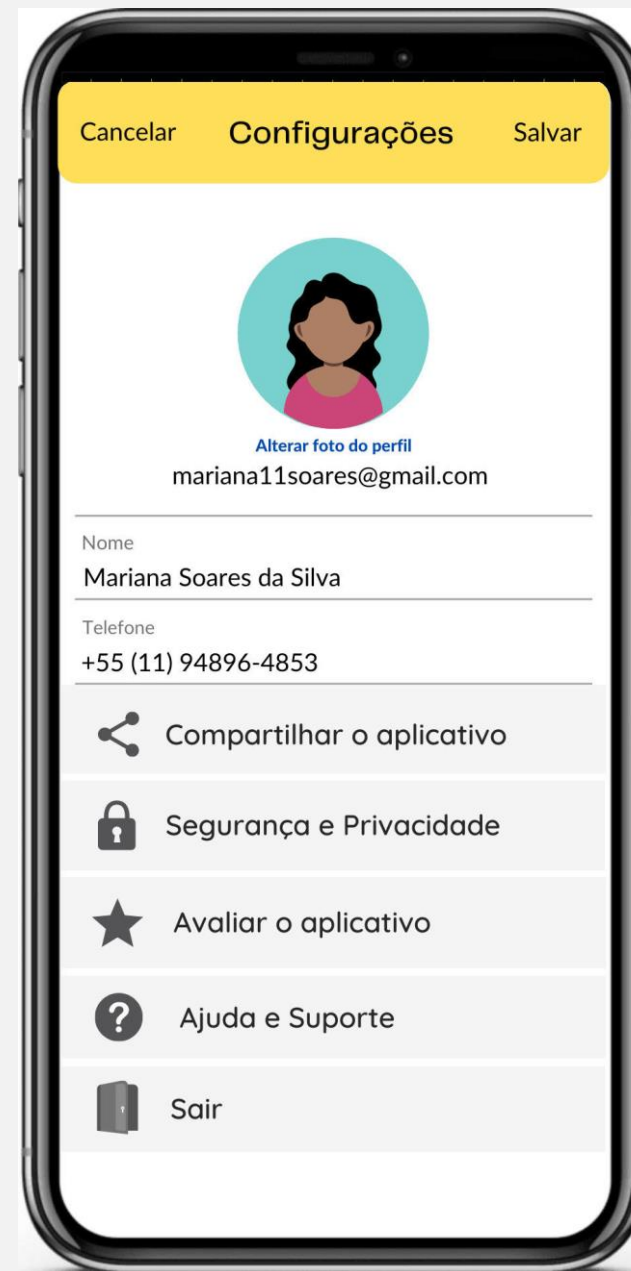 Cancelar Configurações Salvar
Alterar foto do perfil
mariana11soares@gmail.com
Nome
Mariana Soares da Silva
Telefone
+55 (11) 94896-4853
Compartilhar o aplicativo
Segurança e Privacidade
Avaliar o aplicativo
? Ajuda e Suporte
Sair